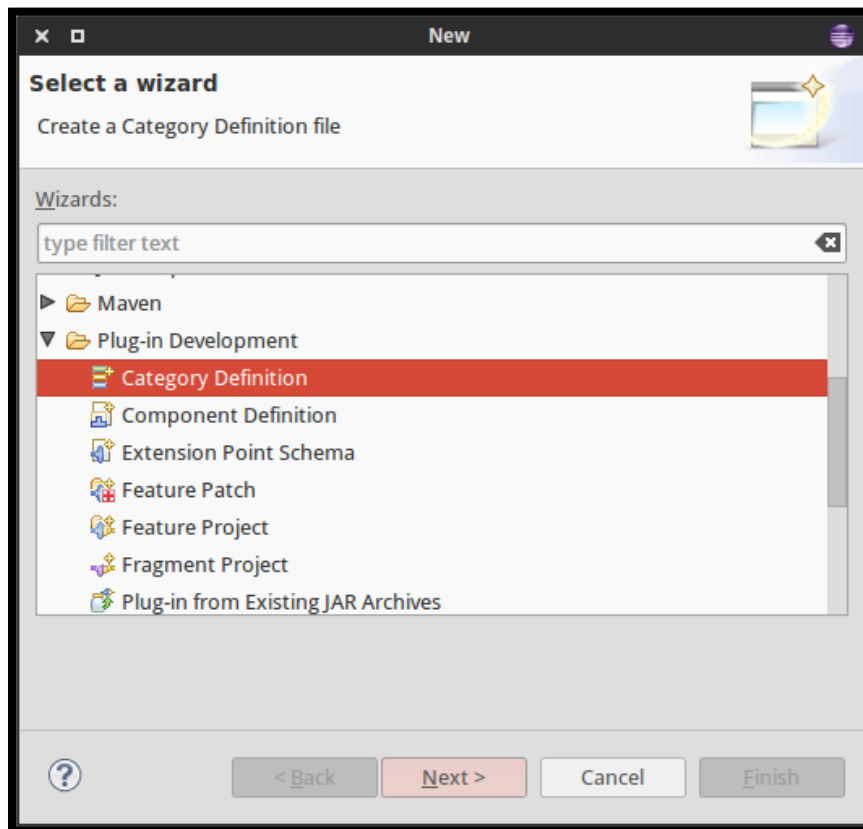 New
Select a wizard
Create a Category Definition file
Wizards:
type filter text
Maven
Plug-in Development
Category Definition
Component Definition
Extension Point Schema
Feature Patch
Feature Project
Fragment Project
Plug-in from Existing JAR Archives
< Back Next > Cancel Finish